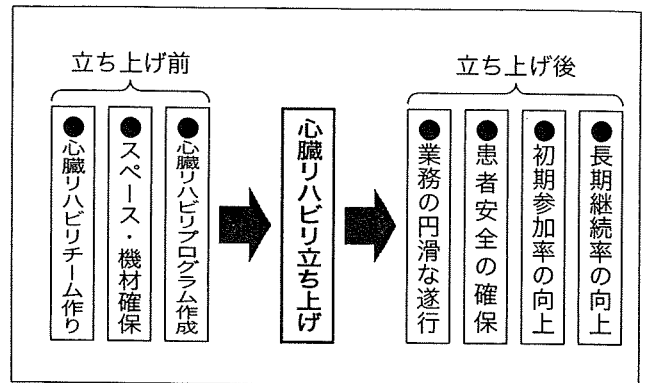 立ち上げ前
●心臓リハビリチーム作り
●スペース・機材確保
●心臓リハビリプログラム作成
心臓リハビリ立ち上げ
立ち上げ後
●業務の円滑な遂行
●患者安全の確保
●初期参加率の向上
●長期継続率の向上